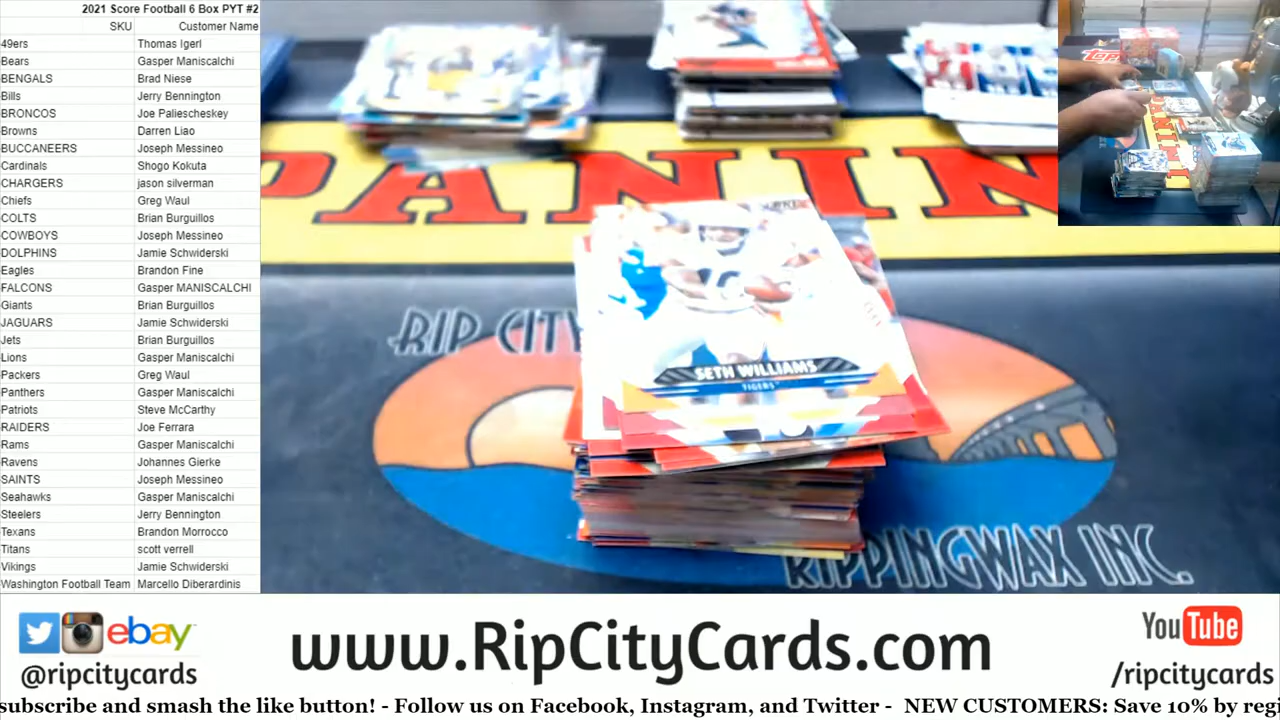 2021 Score Football 6 Box PYT #2
SKU Customer Name
49ers Thomas Igerl
Bears Gasper Maniscalchi
BENGALS Brad Niese
Bills Jerry Bennington
BRONCOS Joe Paliescheskey
Browns Darren Liao
BUCCANEERS Joseph Messineo
Cardinals Shogo Kokuta
CHARGERS jason silverman
Chiefs Greg Waul
COLTS Brian Burguillos
COWBOYS Joseph Messineo
DOLPHINS Jamie Schwiderski
Eagles Brandon Fine
FALCONS Gasper MANISCALCHI
Giants Brian Burguillos
JAGUARS Jamie Schwiderski
Jets Brian Burguillos
Lions Gasper Maniscalchi
Packers Greg Waul
Panthers Gasper Maniscalchi
Patriots Steve McCarthy
RAIDERS Joe Ferrara
Rams Gasper Maniscalchi
Ravens Johannes Gierke
SAINTS Joseph Messineo
Seahawks Gasper Maniscalchi
Steelers Jerry Bennington
Texans Brandon Morrocco
Titans scott verrell
Vikings Jamie Schwiderski
Washington Football Team Marcello Diberardinis
PANINI
RIP CITY
SETH WILLIAMS
TIGERS
RIPPINGWAX INC.
ebay
@ripcitycards
www.RipCityCards.com
YouTube
/ripcitycards
subscribe and smash the like button! - Follow us on Facebook, Instagram, and Twitter - NEW CUSTOMERS: Save 10% by reg